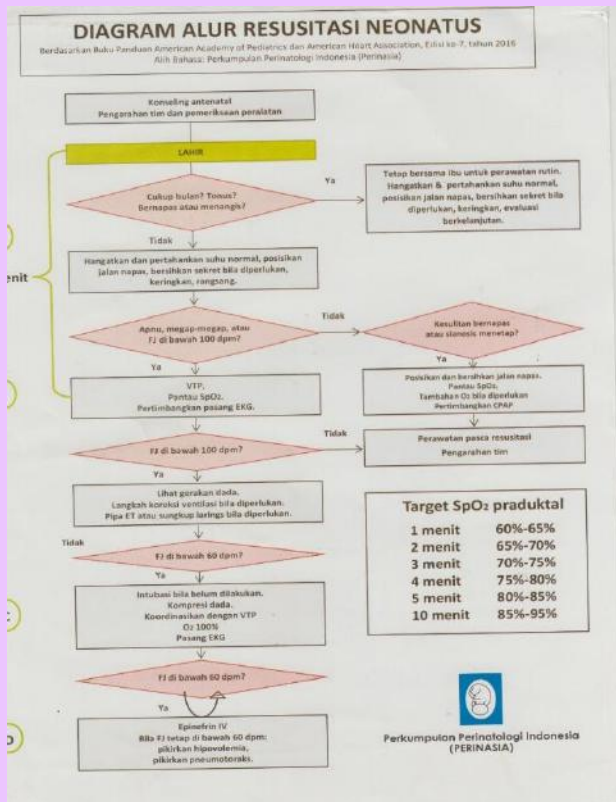 DIAGRAM ALUR RESUSITASI NEONATUS
Berdasarkan Buku Panduan American Academy of Pediatrics dan American Heart Association, Edisi ke-7, tahun 2016
Alih Bahasa: Perkumpulan Perinatologi Indonesia (Perinasia)
Konseling antenatal
Pengarahan tim dan pemeriksaan peralatan
LAHIR
Cukup bulan? Tonus?
Bernapas atau menangis?
Ya
Tetap bersama ibu untuk perawatan rutin.
Hangatkan & pertahankan suhu normal,
posisikan jalan napas, bersihkan sekret bila
diperlukan, keringkan, evaluasi
berkelanjutan.
Tidak
Hangatkan dan pertahankan suhu normal, posisikan
jalan napas, bersihkan sekret bila diperlukan,
keringkan, rangsang.
enit
Apnu, megap-megap, atau
FJ di bawah 100 dpm?
Tidak
Kesulitan bernapas
atau sianosis menetap?
Ya
Ya
VTP.
Pantau SpO₂.
Pertimbangkan pasang EKG.
Posisikan dan bersihkan jalan napas.
Pantau SpO₂.
Tambahan O₂ bila diperlukan
Pertimbangkan CPAP
FJ di bawah 100 dpm?
Tidak
Perawatan pasca resusitasi
Pengarahan tim
Ya
Lihat gerakan dada.
Langkah koreksi ventilasi bila diperlukan.
Pipa ET atau sungkup larings bila diperlukan.
Tidak
FJ di bawah 60 dpm?
Ya
Intubasi bila belum dilakukan.
Kompresi dada.
Koordinasikan dengan VTP
O₂ 100%
Pasang EKG
FJ di bawah 60 dpm?
Ya
Epinefrin IV
Bila FJ tetap di bawah 60 dpm:
pikirkan hipovolemia,
pikirkan pneumotoraks.
Target SpO₂ praduktal
1 menit 60%-65%
2 menit 65%-70%
3 menit 70%-75%
4 menit 75%-80%
5 menit 80%-85%
10 menit 85%-95%
Perkumpulan Perinatologi Indonesia
(PERINASIA)